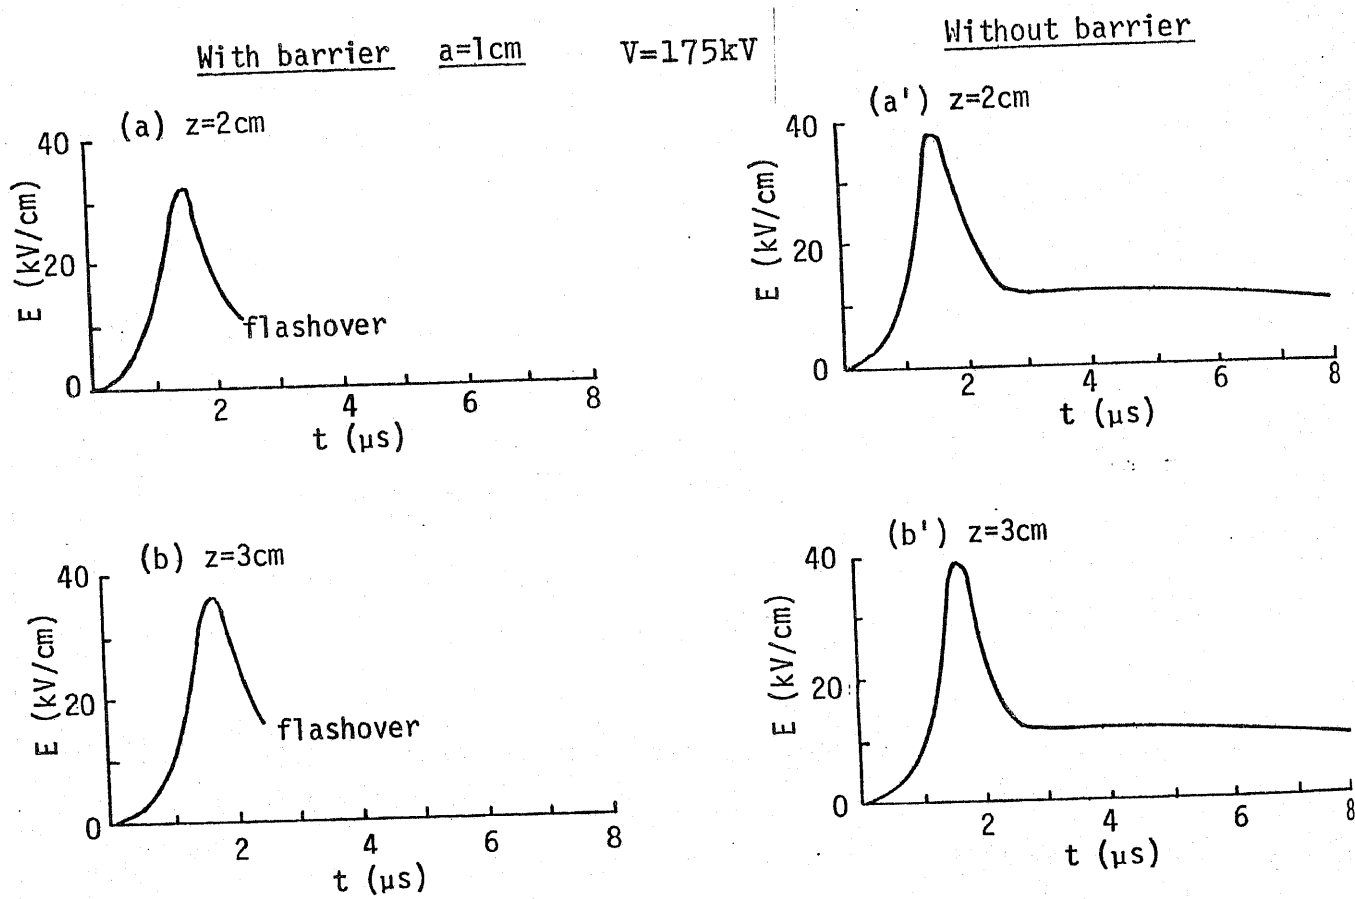 With barrier a=1cm V=175kV Without barrier
(a) z=2cm
40
20
0
E (kV/cm)
flashover
2 4 6 8
t (μs)
(a') z=2cm
40
20
0
E (kV/cm)
2 4 6 8
t (μs)
(b) z=3cm
40
20
0
E (kV/cm)
flashover
2 4 6 8
t (μs)
(b') z=3cm
40
20
0
E (kV/cm)
2 4 6 8
t (μs)